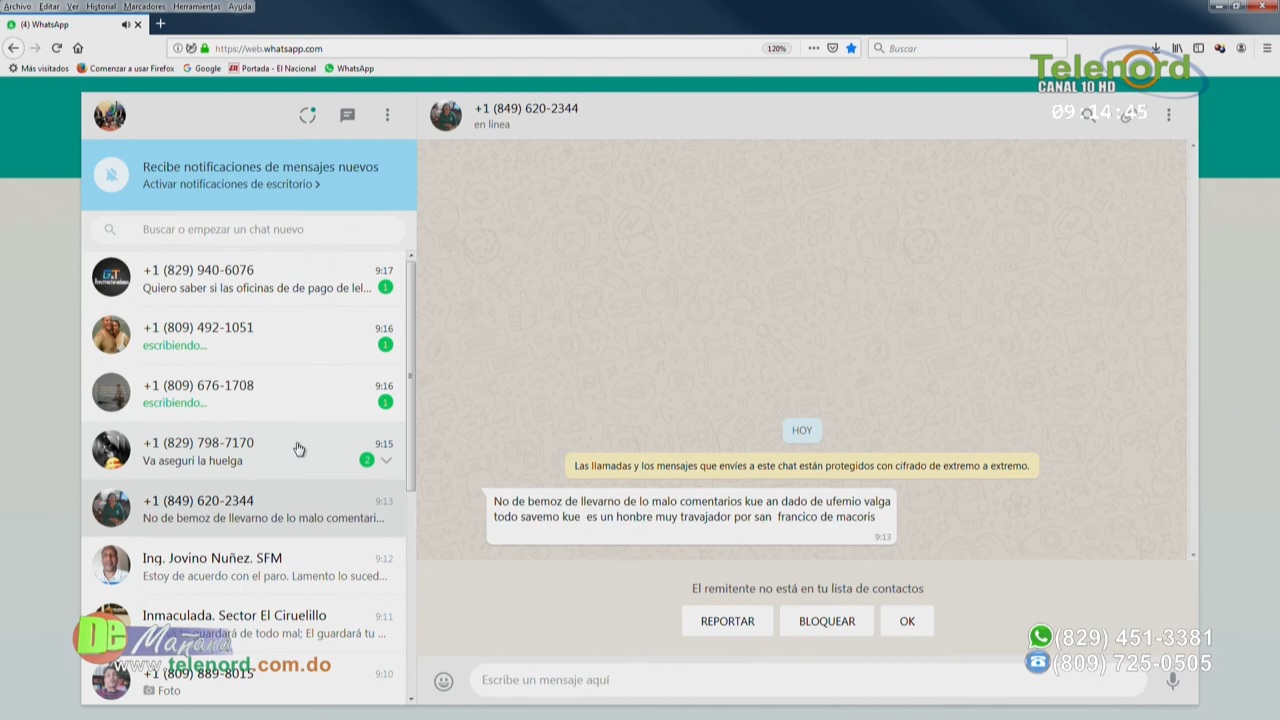 Archivo Editar Ver Historial Marcadores Herramientas Ayuda
(4) WhatsApp
https://web.whatsapp.com
120%
Buscar
Más visitados
Comenzar a usar Firefox
Google
Portada - El Nacional
WhatsApp
Telenord
CANAL 10 HD
09:14:45
+1 (849) 620-2344
en línea
Recibe notificaciones de mensajes nuevos
Activar notificaciones de escritorio >
Buscar o empezar un chat nuevo
+1 (829) 940-6076
9:17
Quiero saber si las oficinas de de pago de lel...
1
+1 (809) 492-1051
9:16
escribiendo...
1
+1 (809) 676-1708
9:16
escribiendo...
1
+1 (829) 798-7170
9:15
Va aseguri la huelga
2
+1 (849) 620-2344
9:13
No de bemoz de llevarno de lo malo comentari...
Ing. Jovino Nuñez. SFM
9:12
Estoy de acuerdo con el paro. Lamento lo suced...
Inmaculada. Sector El Ciruelillo
9:11
guardará de todo mal; El guardará tu ...
+1 (809) 889-8015
9:10
Foto
HOY
Las llamadas y los mensajes que envíes a este chat están protegidos con cifrado de extremo a extremo.
No de bemoz de llevarno de lo malo comentarios kue an dado de ufemio valga
todo savemo kue es un honbre muy travajador por san francico de macoris
9:13
El remitente no está en tu lista de contactos
REPORTAR
BLOQUEAR
OK
Escribe un mensaje aquí
De Mañana
www.telenord.com.do
(829) 451-3381
(809) 725-0505